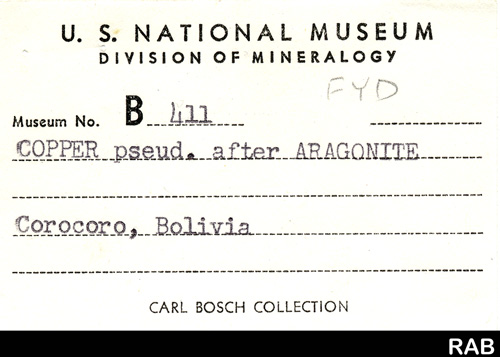 U. S. NATIONAL MUSEUM
DIVISION OF MINERALOGY
FYD
Museum No. B 411
COPPER pseud. after ARAGONITE
Corocoro, Bolivia
CARL BOSCH COLLECTION
RAB